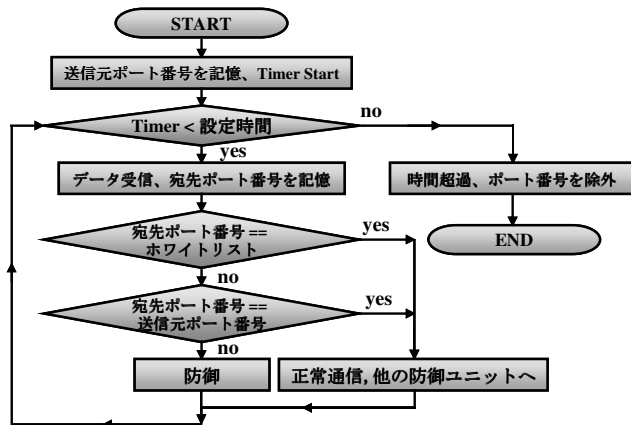 START
送信元ポート番号を記憶、Timer Start
Timer < 設定時間
no
yes
データ受信、宛先ポート番号を記憶
時間超過、ポート番号を除外
宛先ポート番号 ==
ホワイトリスト
yes
END
no
宛先ポート番号 ==
送信元ポート番号
yes
no
防御
正常通信, 他の防御ユニットへ